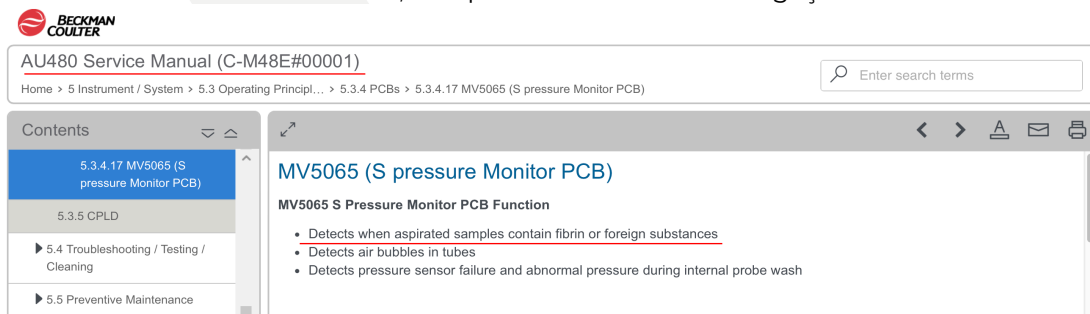 BECKMAN
COULTER
AU480 Service Manual (C-M48E#00001)
Home > 5 Instrument / System > 5.3 Operating Principl… > 5.3.4 PCBs > 5.3.4.17 MV5065 (S pressure Monitor PCB)
Enter search terms
Contents
5.3.4.17 MV5065 (S
pressure Monitor PCB)
5.3.5 CPLD
5.4 Troubleshooting / Testing /
Cleaning
5.5 Preventive Maintenance
A
MV5065 (S pressure Monitor PCB)
MV5065 S Pressure Monitor PCB Function
• Detects when aspirated samples contain fibrin or foreign substances
• Detects air bubbles in tubes
• Detects pressure sensor failure and abnormal pressure during internal probe wash